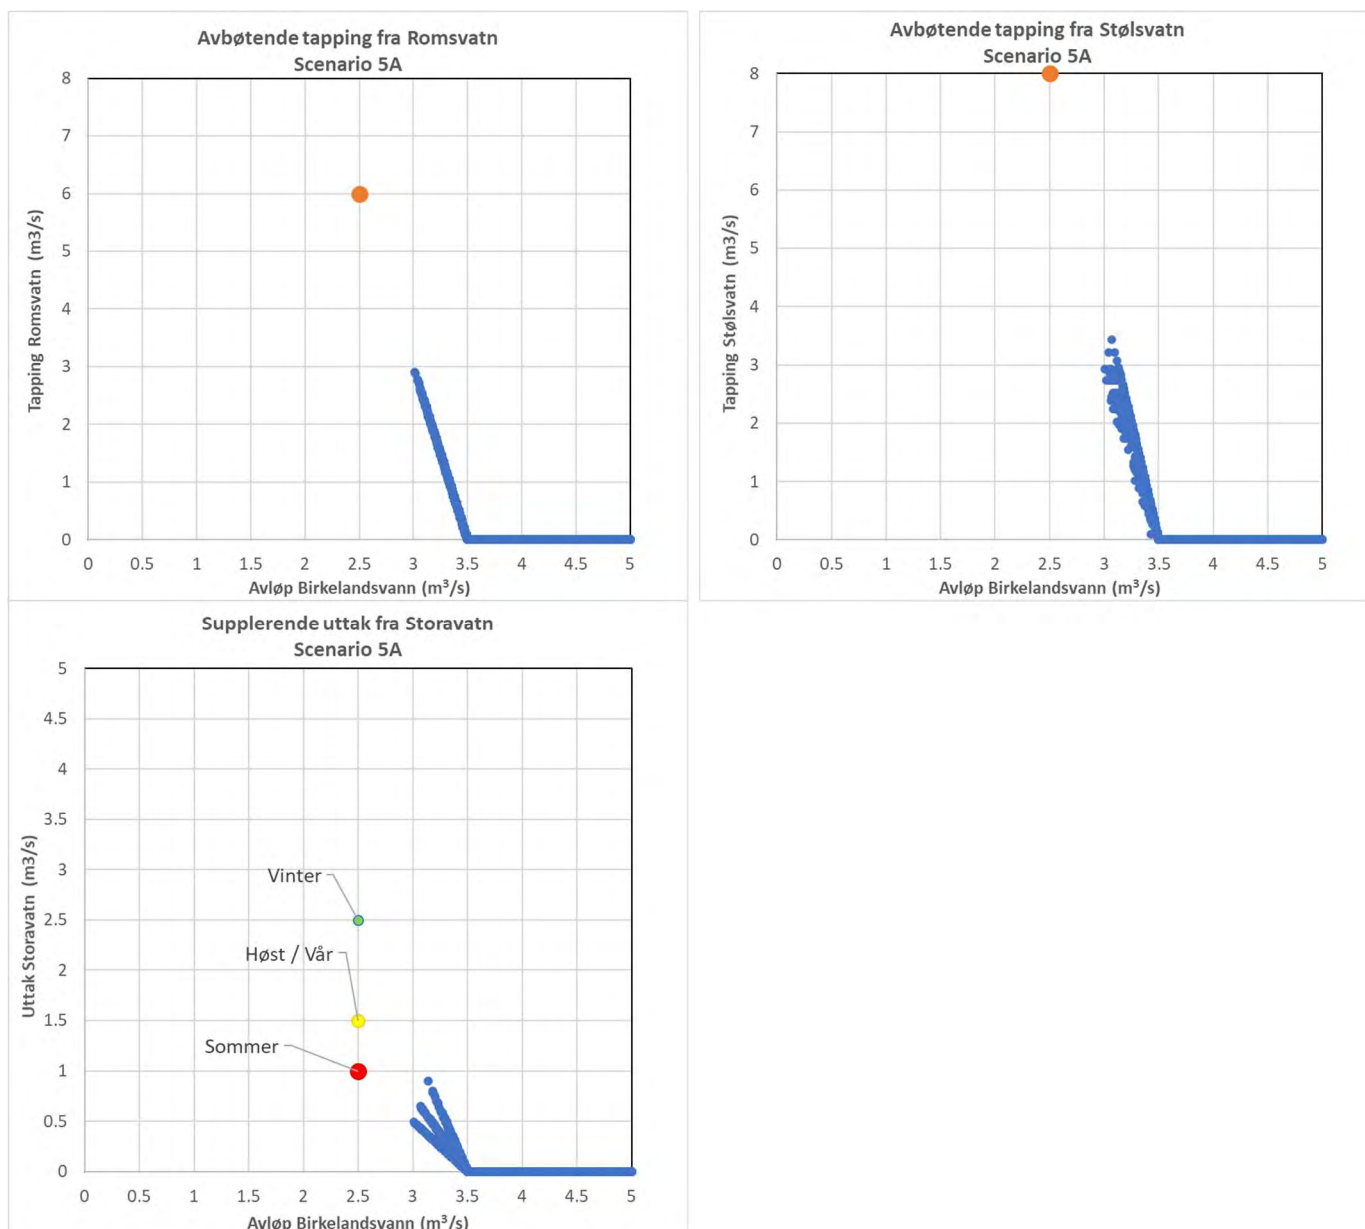 Avbøtende tapping fra Romsvatn
Scenario 5A
8
7
6
5
4
3
2
1
0
Tapping Romsvatn (m3/s)
0 0.5 1 1.5 2 2.5 3 3.5 4 4.5 5
Avløp Birkelandsvann (m³/s)
Avbøtende tapping fra Stølsvatn
Scenario 5A
8
7
6
5
4
3
2
1
0
Tapping Stølsvatn (m3/s)
0 0.5 1 1.5 2 2.5 3 3.5 4 4.5 5
Avløp Birkelandsvann (m³/s)
Supplerende uttak fra Storavatn
Scenario 5A
5
4.5
4
3.5
3
2.5
2
1.5
1
0.5
0
Uttak Storavatn (m3/s)
Vinter
Høst / Vår
Sommer
0 0.5 1 1.5 2 2.5 3 3.5 4 4.5 5
Avløp Birkelandsvann (m³/s)